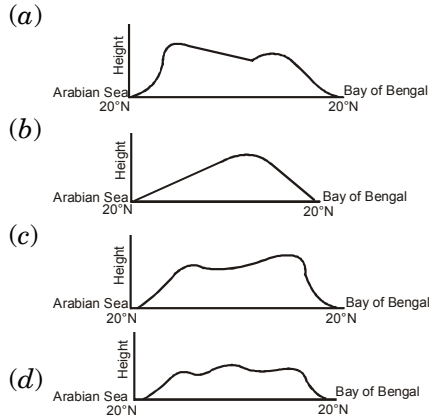 (a)
Height
Arabian Sea
Bay of Bengal
20°N
20°N
(b)
Height
Arabian Sea
Bay of Bengal
20°N
20°N
(c)
Height
Arabian Sea
Bay of Bengal
20°N
20°N
(d)
Height
Arabian Sea
Bay of Bengal
20°N
20°N